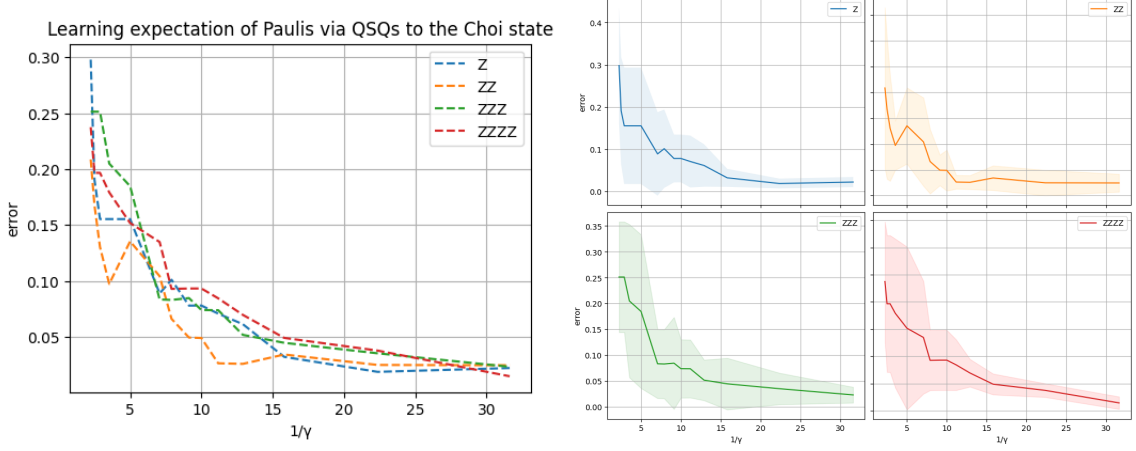 Learning expectation of Paulis via QSQs to the Choi state
0.30
0.25
0.20
0.15
0.10
0.05
error
Z
ZZ
ZZZ
ZZZZ
5
10
15
20
25
30
1/γ
0.4
0.3
0.2
0.1
0.0
error
Z
ZZ
0.35
0.30
0.25
0.20
0.15
0.10
0.05
0.00
error
ZZZ
5
10
15
20
25
30
1/γ
ZZZZ
5
10
15
20
25
30
1/γ